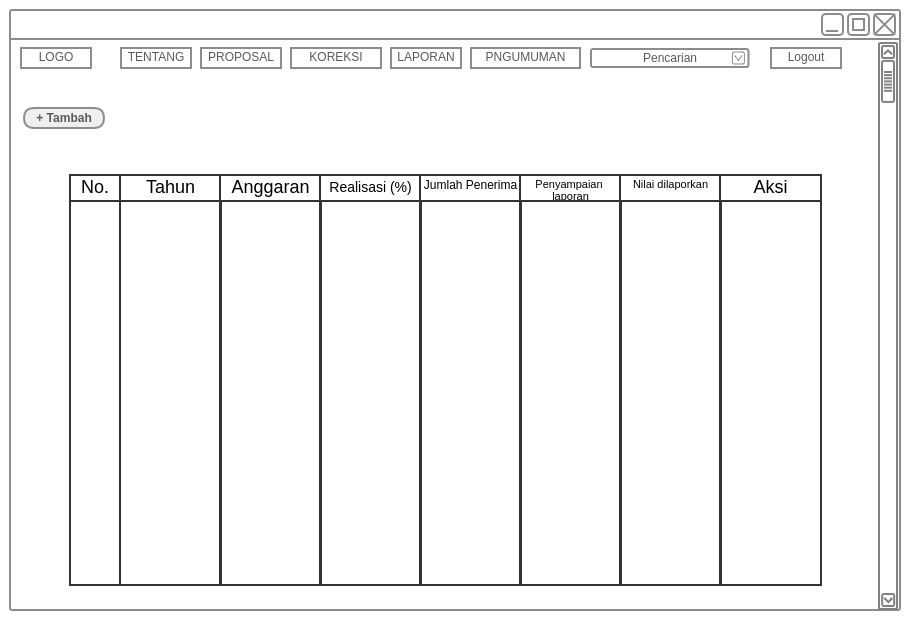 LOGO TENTANG PROPOSAL KOREKSI LAPORAN PNGUMUMAN Pencarian Logout
+ Tambah
No. Tahun Anggaran Realisasi (%) Jumlah Penerima Penyampaian laporan Nilai dilaporkan Aksi